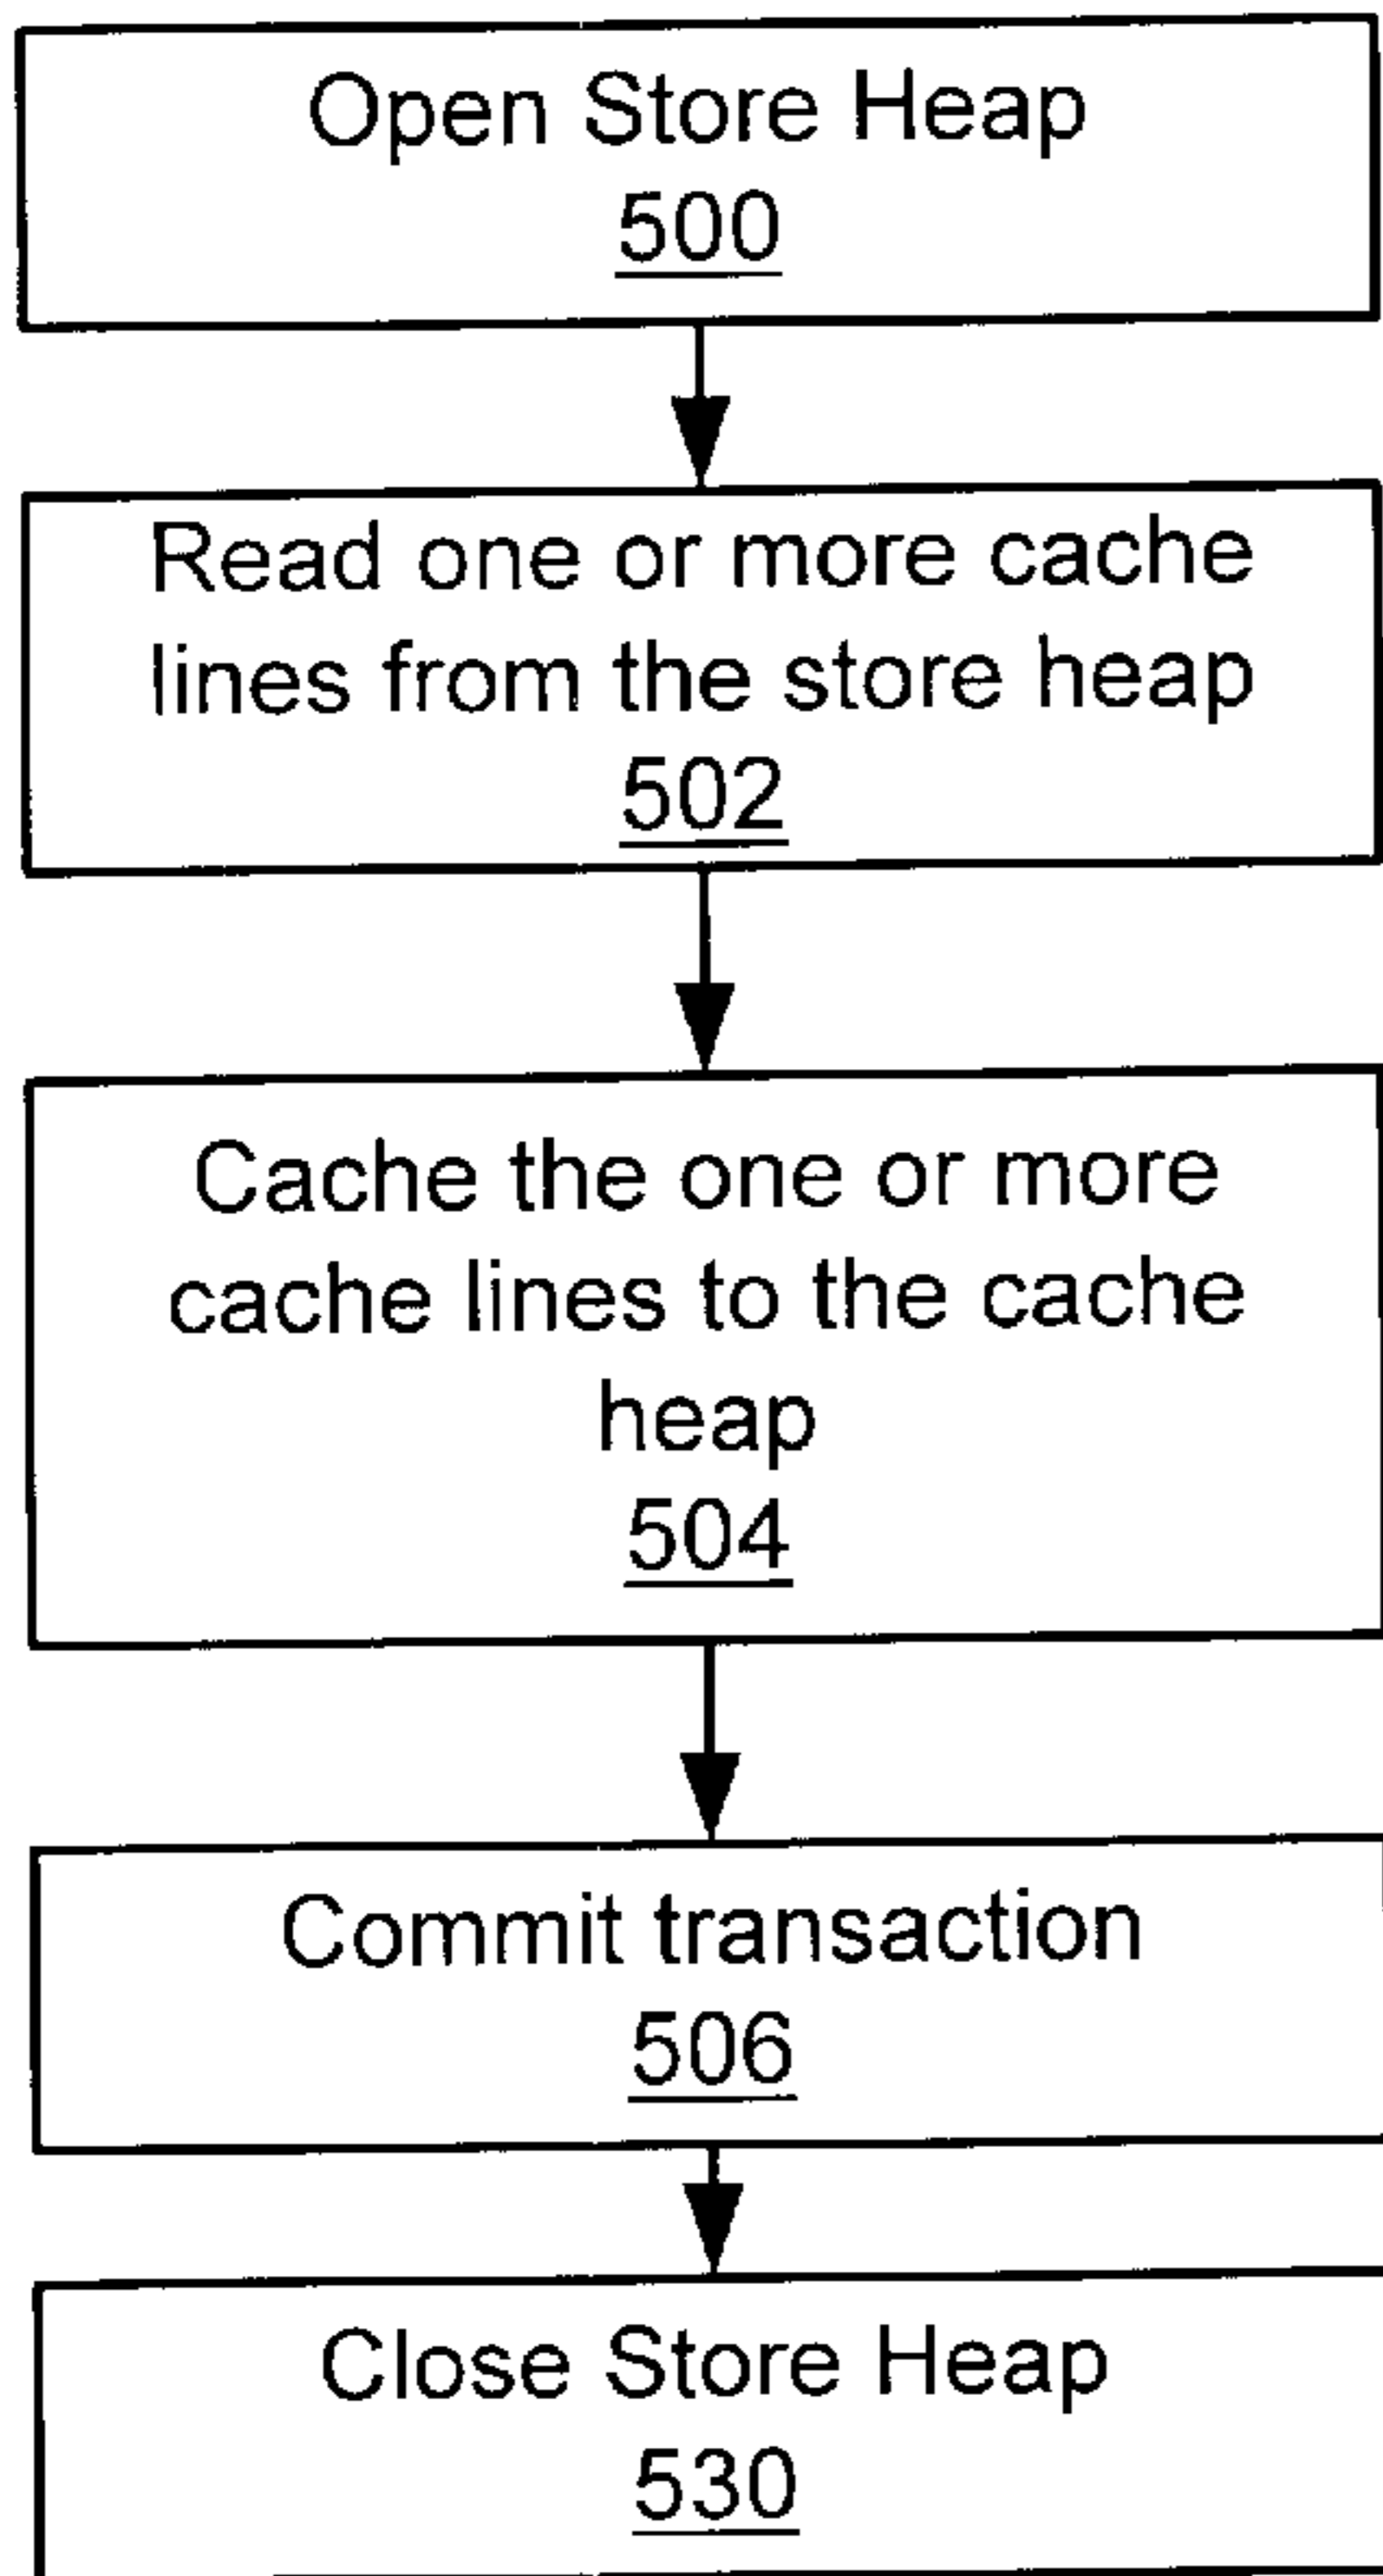 Open Store Heap
500
Read one or more cache
lines from the store heap
502
Cache the one or more
cache lines to the cache
heap
504
Commit transaction
506
Close Store Heap
530